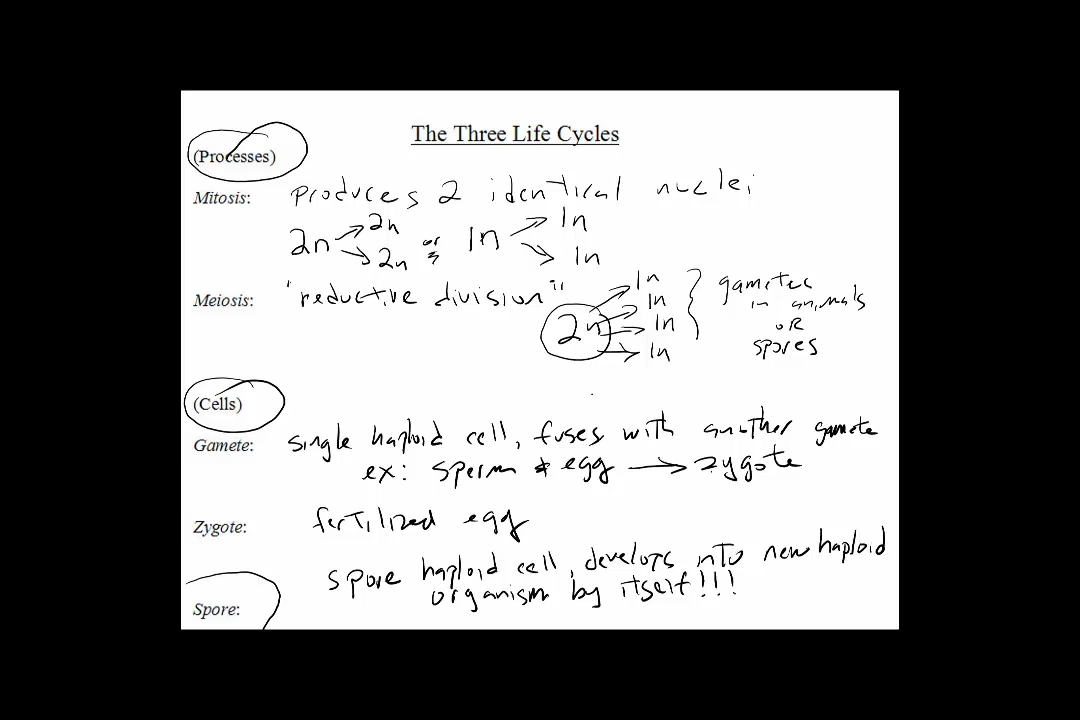 The Three Life Cycles
(Processes)
Mitosis: Produces 2 identical nuclei
2n 2n 2n or 1n 1n 1n
Meiosis: "reductive division"
2n 1n 1n 1n 1n gametes in animals OR spores
(Cells)
Gamete: single haploid cell, fuses with another gamete
ex: sperm & egg → zygote
Zygote: fertilized egg
Spore: spore haploid cell, develops into new haploid
organism by itself!!!